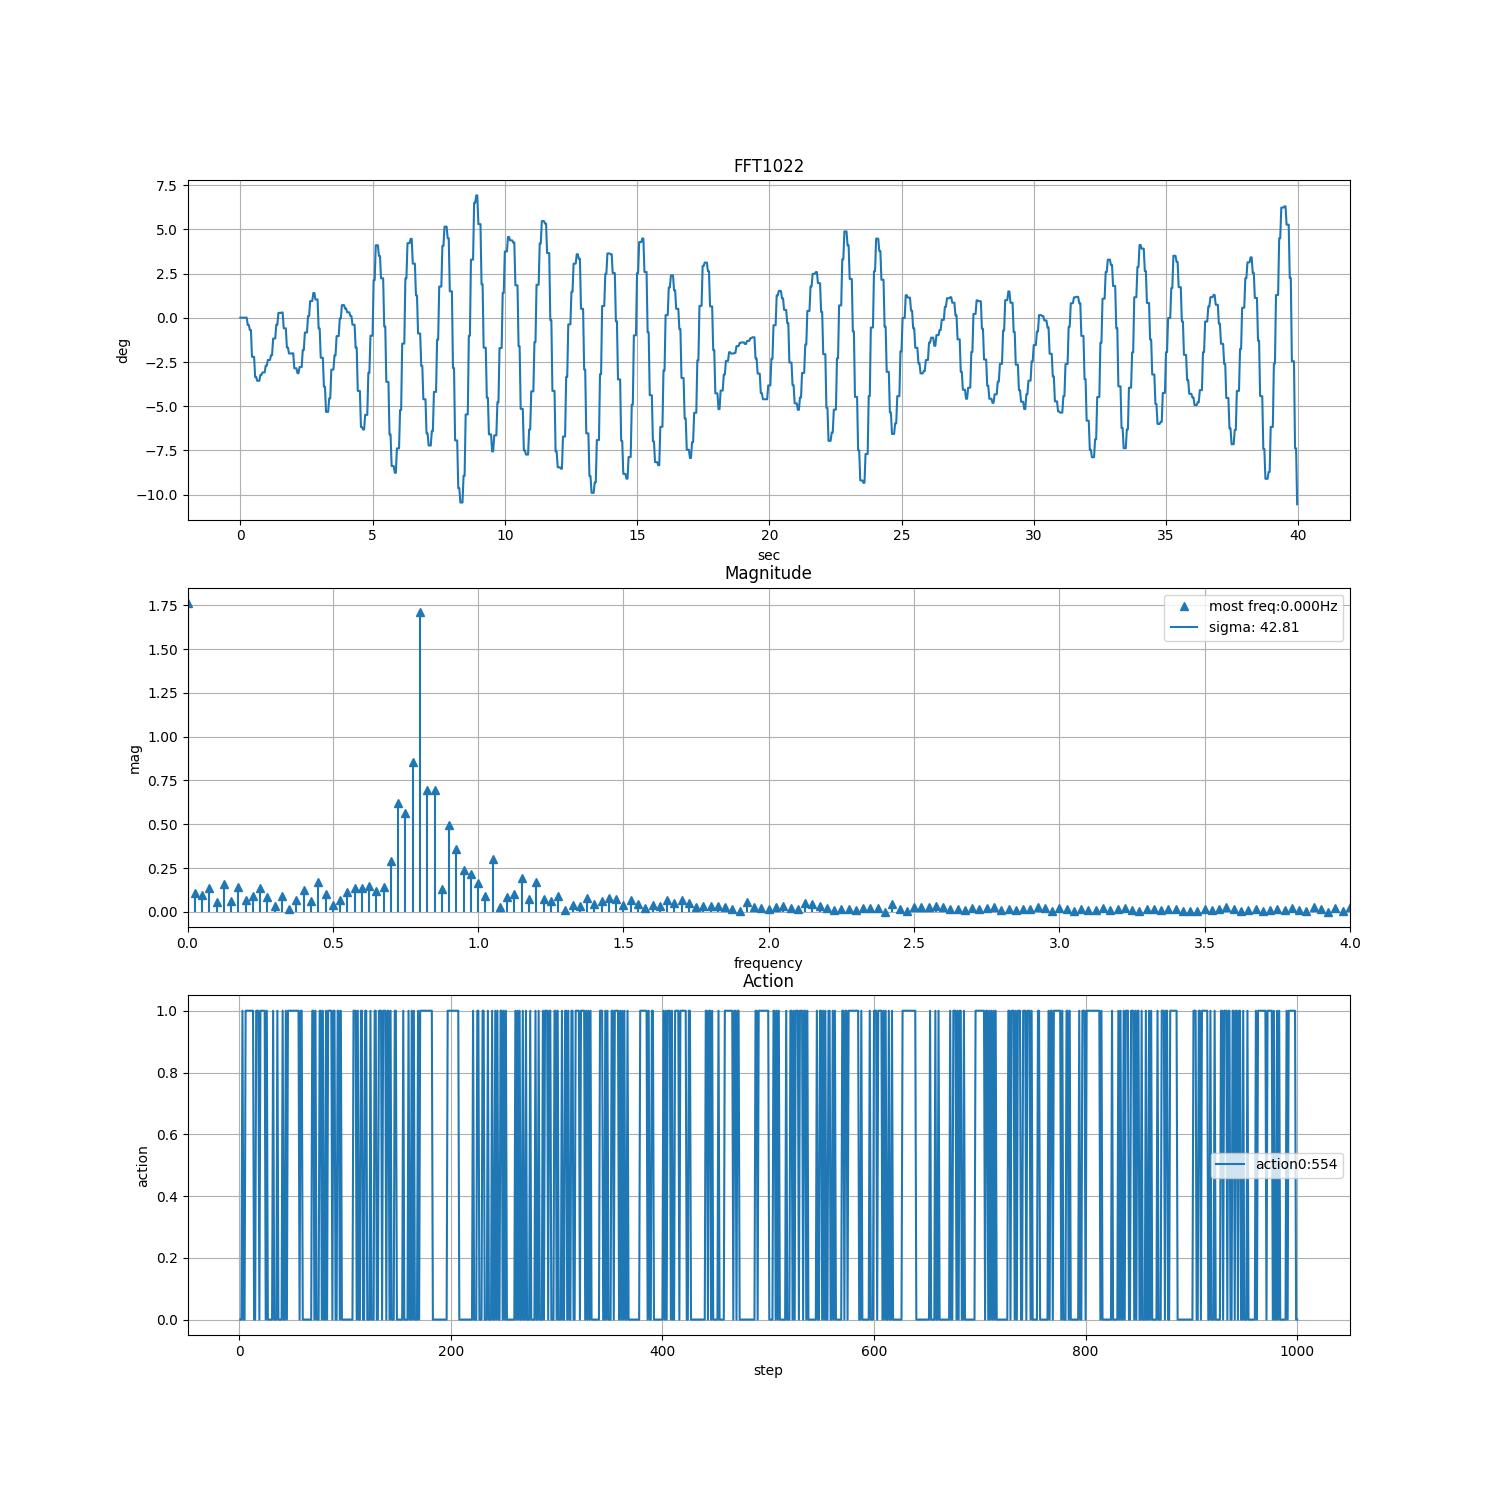 FFT1022
7.5
5.0
2.5
0.0
−2.5
−5.0
−7.5
−10.0
deg
0 5 10 15 20 25 30 35 40
sec
Magnitude
1.75
1.50
1.25
1.00
0.75
0.50
0.25
0.00
mag
most freq:0.000Hz
sigma: 42.81
0.0 0.5 1.0 1.5 2.0 2.5 3.0 3.5 4.0
frequency
Action
1.0
0.8
0.6
0.4
0.2
0.0
action
action0:554
0 200 400 600 800 1000
step